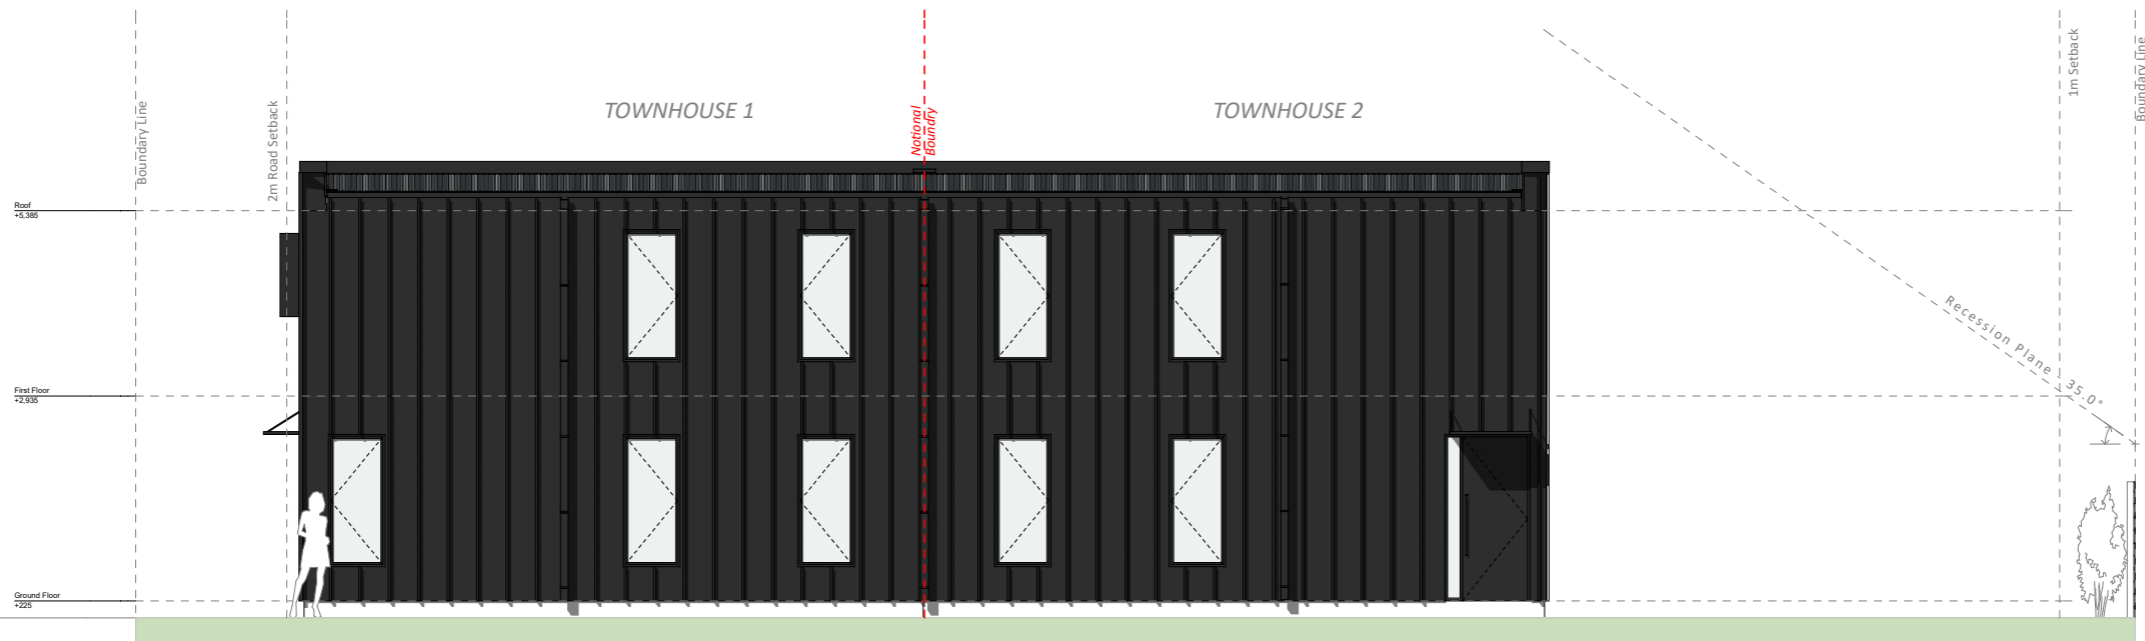 TOWNHOUSE 1
TOWNHOUSE 2
Boundary Line
2m Road Setback
Notional
Boundry
1m Setback
Boundary Line
Roof
+5,385
Recession Plane - 35.0°
First Floor
+2,935
Ground Floor
+225